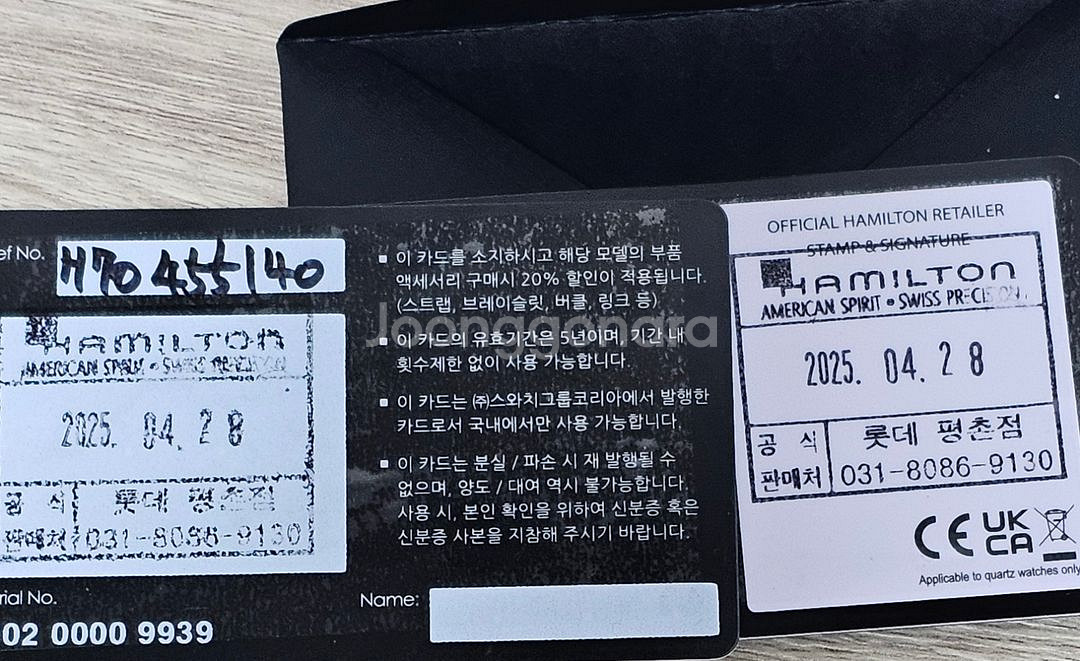 ef No. H70455140
HAMILTON
AMERICAN SPIRIT • SWISS PRECISION
2025. 04. 28
공 식 롯데 평촌점
판매처 031-8086-9130
rial No.
02 0000 9939
이 카드를 소지하시고 해당 모델의 부품
액세서리 구매시 20% 할인이 적용됩니다.
(스트랩, 브레이슬릿, 버클, 링크 등)
이 카드의 유효기간은 5년이며, 기간 내
횟수제한 없이 사용 가능합니다.
이 카드는 ㈜스와치그룹코리아에서 발행한
카드로서 국내에서만 사용 가능합니다.
이 카드는 분실 / 파손 시 재 발행될 수
없으며, 양도 / 대여 역시 불가능합니다.
사용 시, 본인 확인을 위하여 신분증 혹은
신분증 사본을 지참해 주시기 바랍니다.
Name:
Joonggonara
OFFICIAL HAMILTON RETAILER
STAMP & SIGNATURE
HAMILTON
AMERICAN SPIRIT • SWISS PRECISION
2025. 04. 28
공 식 롯데 평촌점
판매처 031-8086-9130
CE UK
CA
Applicable to quartz watches only